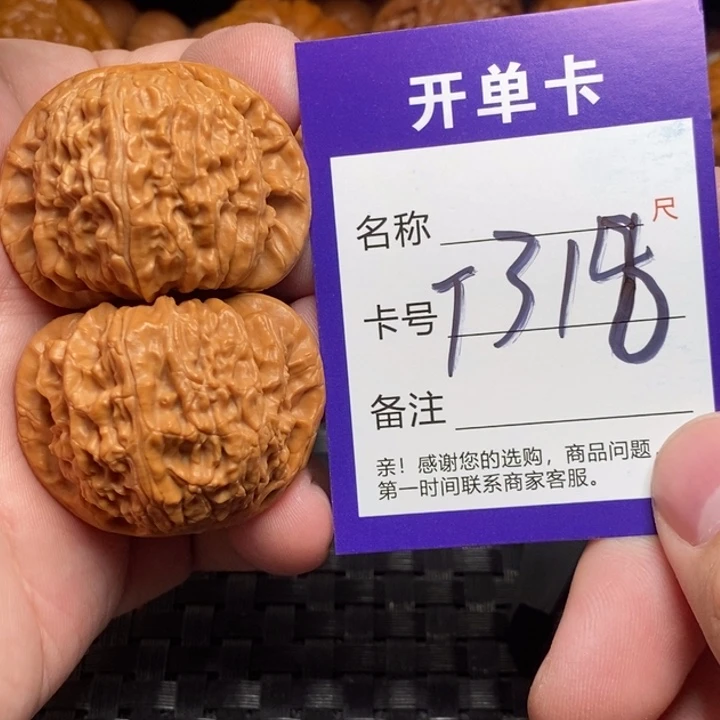 开单卡
名称 尺
卡号 T318
备注
亲！感谢您的选购，商品问题
第一时间联系商家客服。